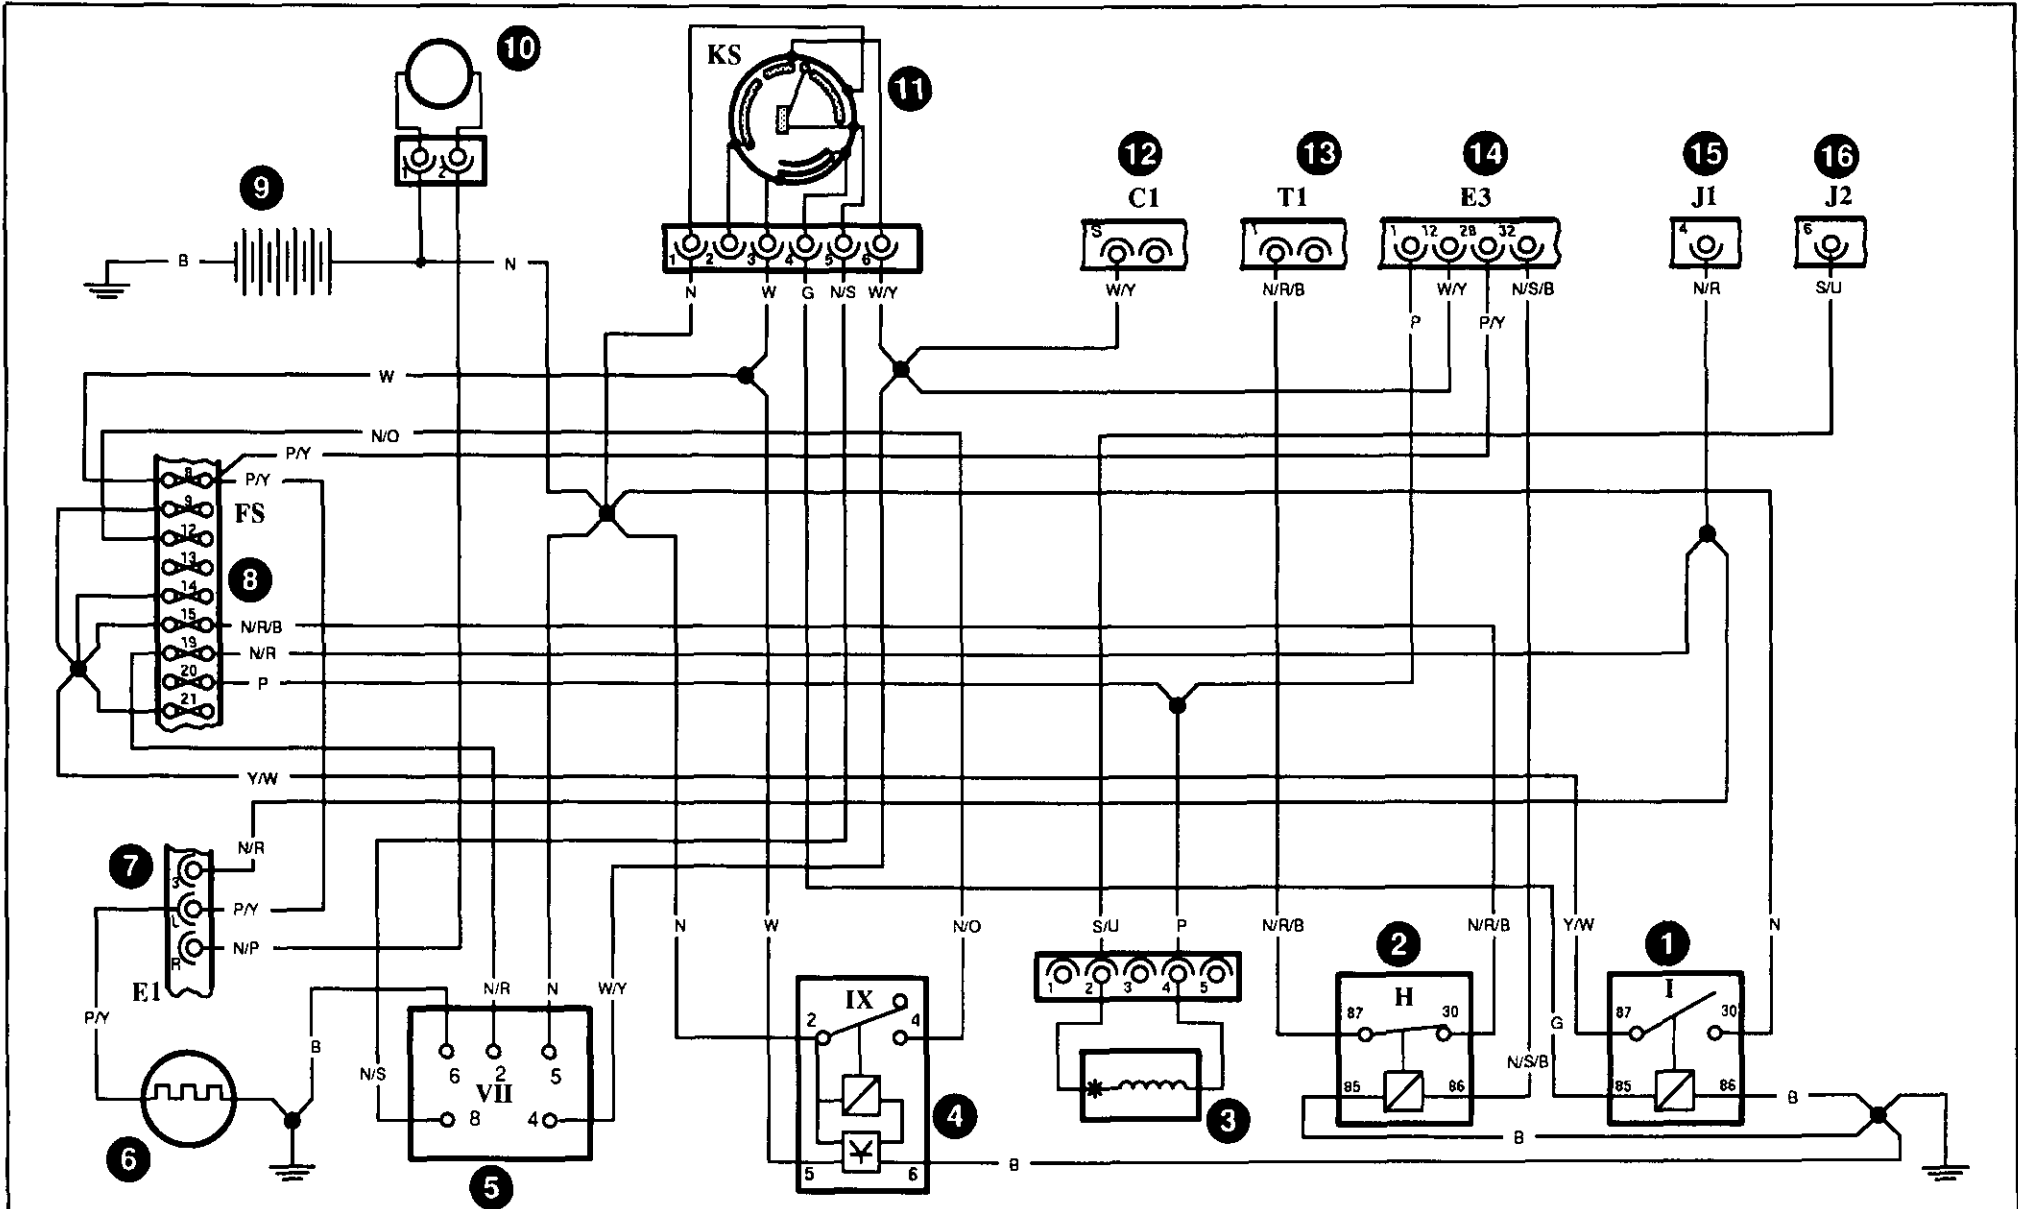 10
KS
11
12
13
14
15
16
9
C1
T1
E3
J1
J2
1 2
S
1
1 12 28 32
4
6
B
N
1 2 3 4 5 6
N W G N/S W/Y
W/Y
N/R/B
W/Y
N/S/B
N/R
S/U
P
P/Y
W
N/O
P/Y
8
P/Y
9
FS
12
13
8
14
15
N/R/B
19
N/R
20
P
21
Y/W
N/R
7
3
L
P/Y
N
W
N/O
S/U
P
N/R/B
N/R/B
Y/W
N
R
N/P
2
1
E1
N/R
N
W/Y
IX
1 2 3 4 5
H
I
P/Y
2
4
87
30
G
87
30
B
N/S
6
2
5
VII
N/S/B
85
86
85
86
B
8
4
4
3
6
B
5
6
B
5